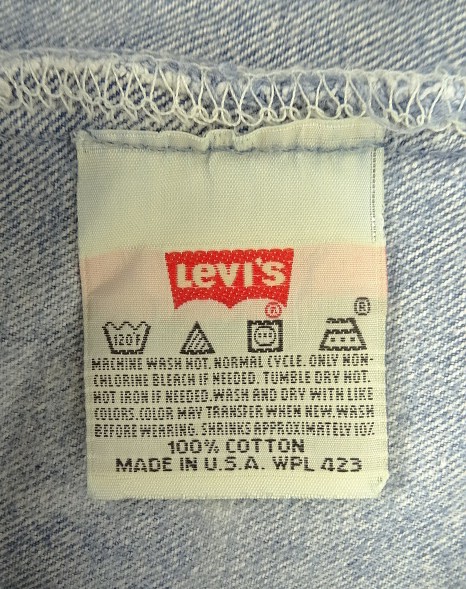 Levi's
®
120°F
®
MACHINE WASH HOT, NORMAL CYCLE. ONLY NON-
CHLORINE BLEACH IF NEEDED. TUMBLE DRY HOT.
HOT IRON IF NEEDED. WASH AND DRY WITH LIKE
COLORS. COLOR MAY TRANSFER WHEN NEW. WASH
BEFORE WEARING. SHRINKS APPROXIMATELY 10%
100% COTTON
MADE IN U.S.A. WPL 423